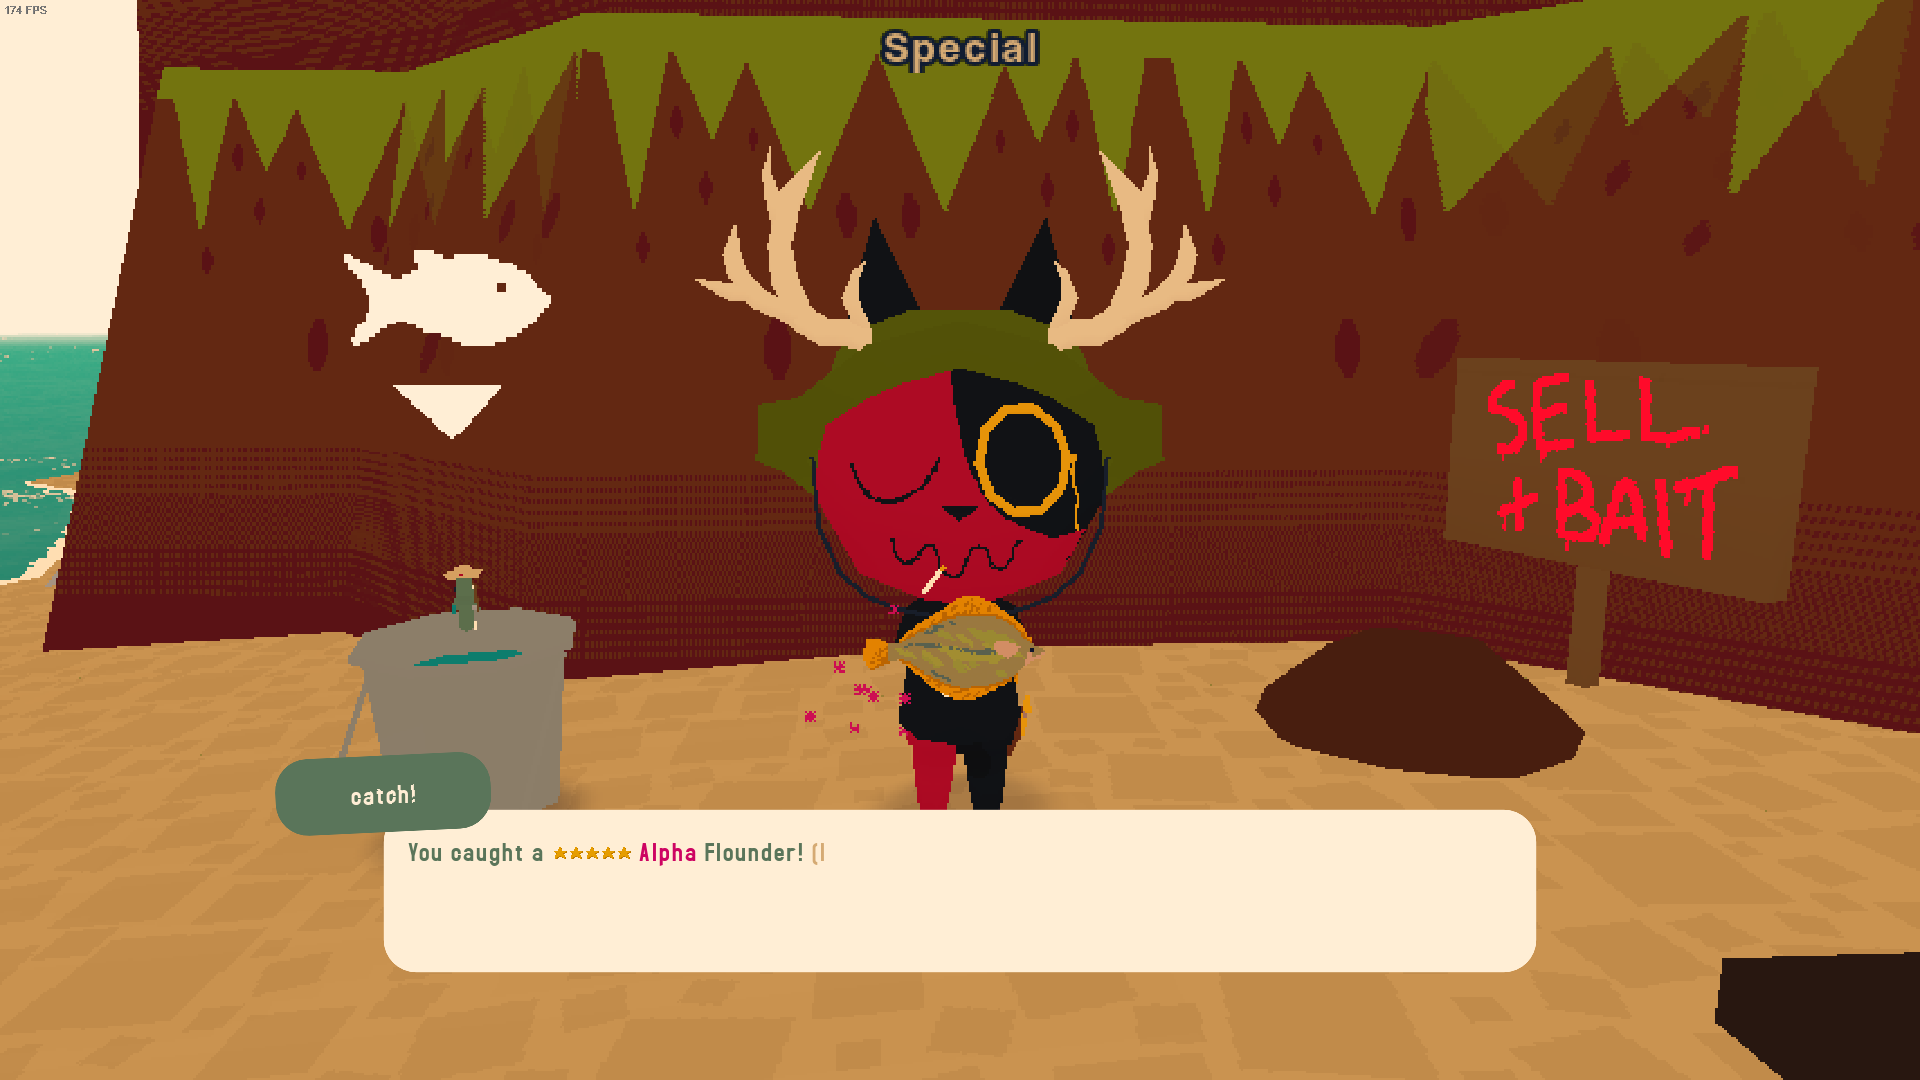 174 FPS
Special
SELL
+ BAIT
catch!
You caught a ★★★★★ Alpha Flounder! (l